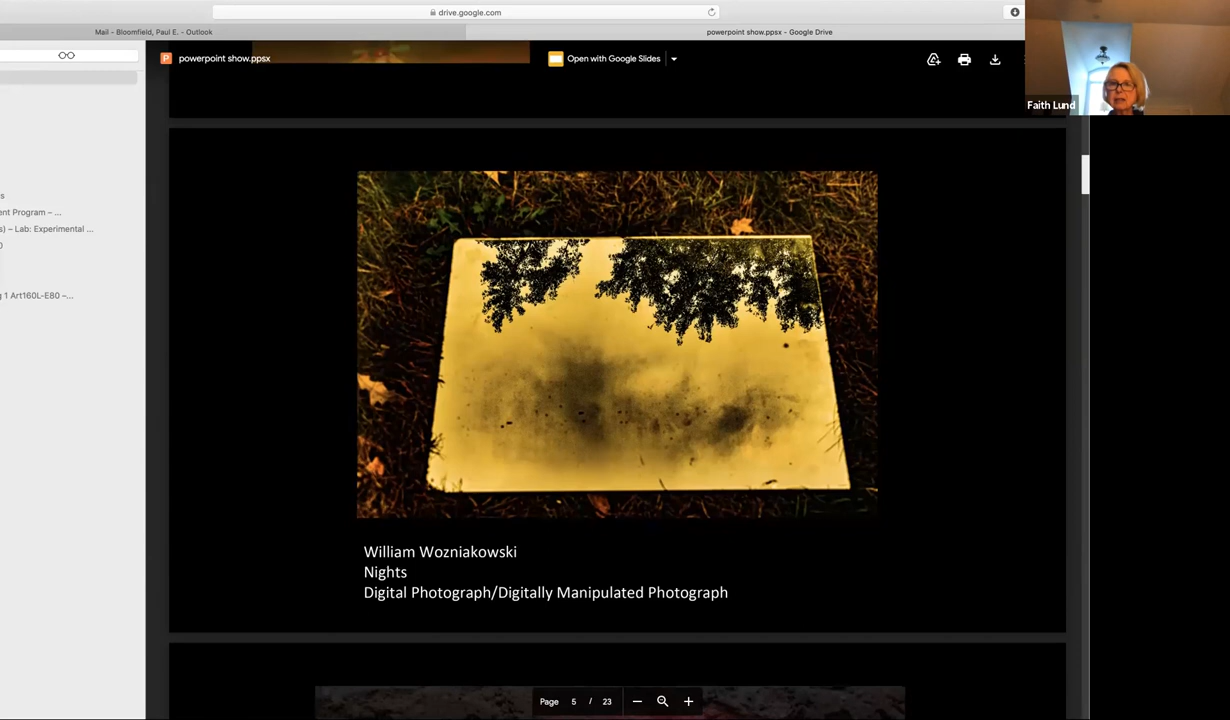 drive.google.com
Mail - Bloomfield, Paul E. - Outlook
powerpoint show.ppsx - Google Drive
P powerpoint show.ppsx
Open with Google Slides
Faith Lund
s
ent Program – ...
s) – Lab: Experimental ...
0
g 1 Art160L-E80 –...
William Wozniakowski
Nights
Digital Photograph/Digitally Manipulated Photograph
Page 5 / 23